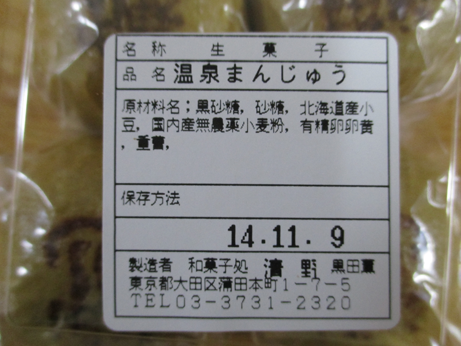 名称 生菓子
品名 温泉まんじゅう
原材料名；黒砂糖，砂糖，北海道産小
豆，国内産無農薬小麦粉，有精卵卵黄
，重曹，
保存方法
14.11.9
製造者 和菓子処 清野 黒田薫
東京都大田区蒲田本町1-7-5
TEL03-3731-2320